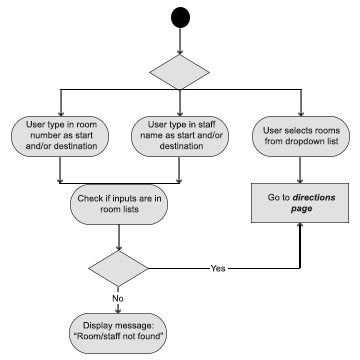 User type in room
number as start
and/or destination
User type in staff
name as start and/or
destination
User selects rooms
from dropdown list
Check if inputs are in
room lists
Go to directions
page
Yes
No
Display message:
"Room/staff not found"